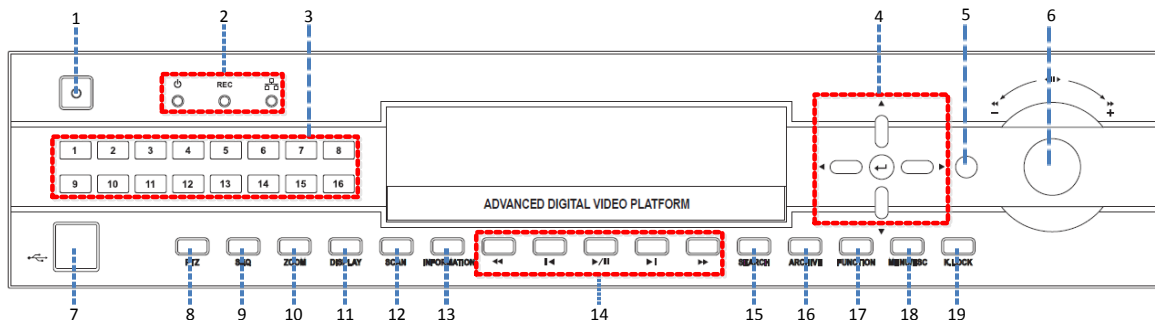 1 2 3 4 5 6
REC
1 2 3 4 5 6 7 8
9 10 11 12 13 14 15 16
- +
ADVANCED DIGITAL VIDEO PLATFORM
PTZ SEQ ZOOM DISPLAY SCAN INFORMATION SEARCH ARCHIVE FUNCTION MENU/ESC K.LOCK
7 8 9 10 11 12 13 14 15 16 17 18 19